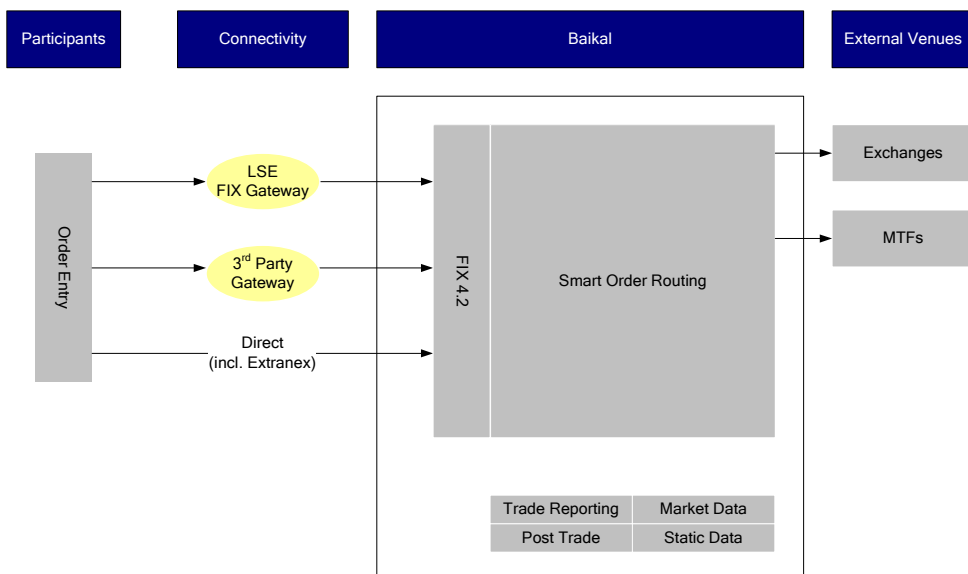 Participants
Connectivity
Baikal
External Venues
Order Entry
LSE
FIX Gateway
3rd Party
Gateway
Direct
(incl. Extranex)
FIX 4.2
Smart Order Routing
Exchanges
MTFs
Trade Reporting
Market Data
Post Trade
Static Data